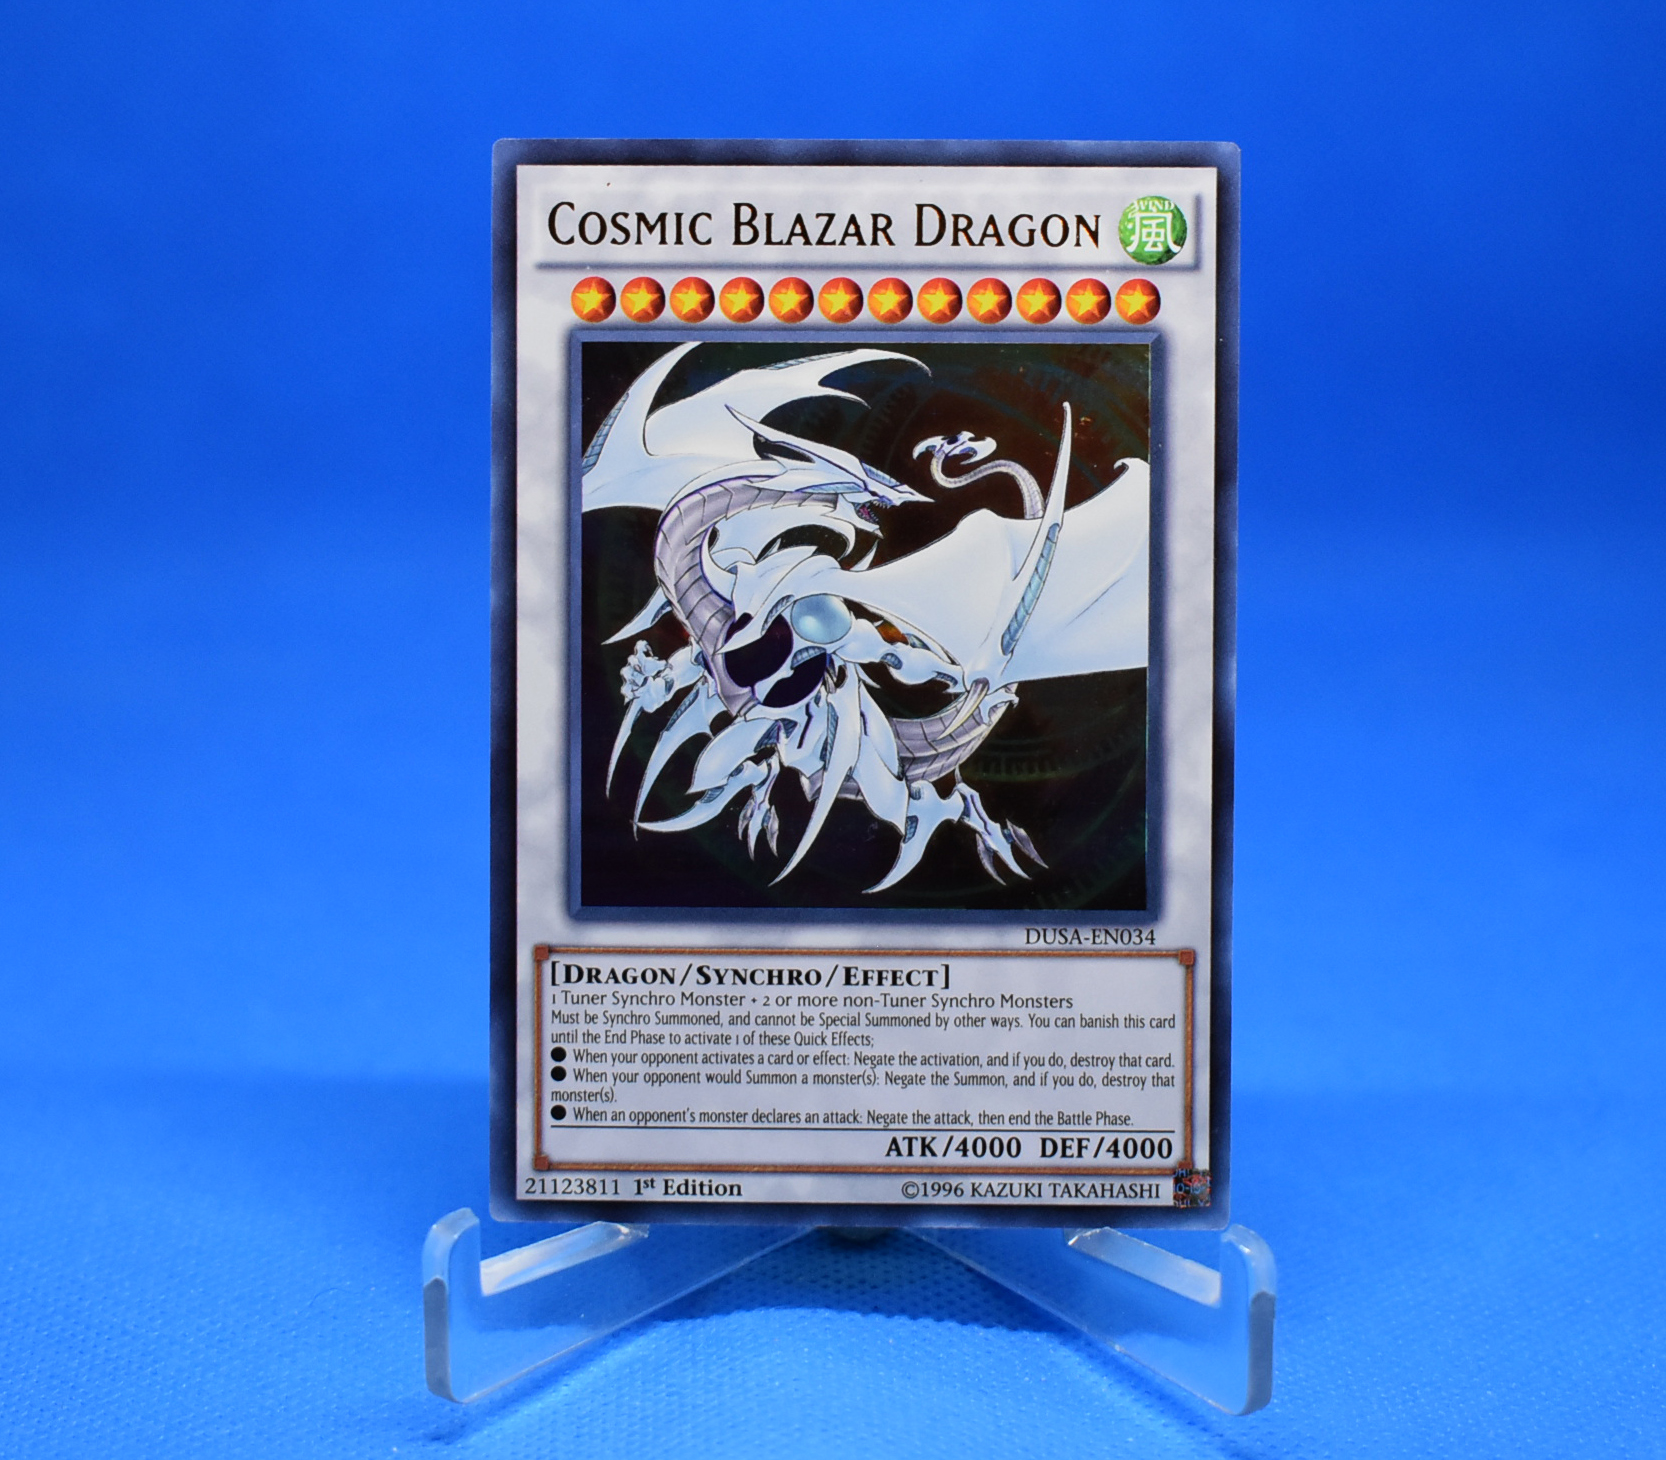 COSMIC BLAZAR DRAGON
WIND
風
DUSA-EN034
[DRAGON/SYNCHRO/EFFECT]
1 Tuner Synchro Monster + 2 or more non-Tuner Synchro Monsters
Must be Synchro Summoned, and cannot be Special Summoned by other ways. You can banish this card
until the End Phase to activate 1 of these Quick Effects;
● When your opponent activates a card or effect: Negate the activation, and if you do, destroy that card.
● When your opponent would Summon a monster(s): Negate the Summon, and if you do, destroy that
monster(s).
● When an opponent's monster declares an attack: Negate the attack, then end the Battle Phase.
ATK/4000 DEF/4000
21123811 1st Edition ©1996 KAZUKI TAKAHASHI